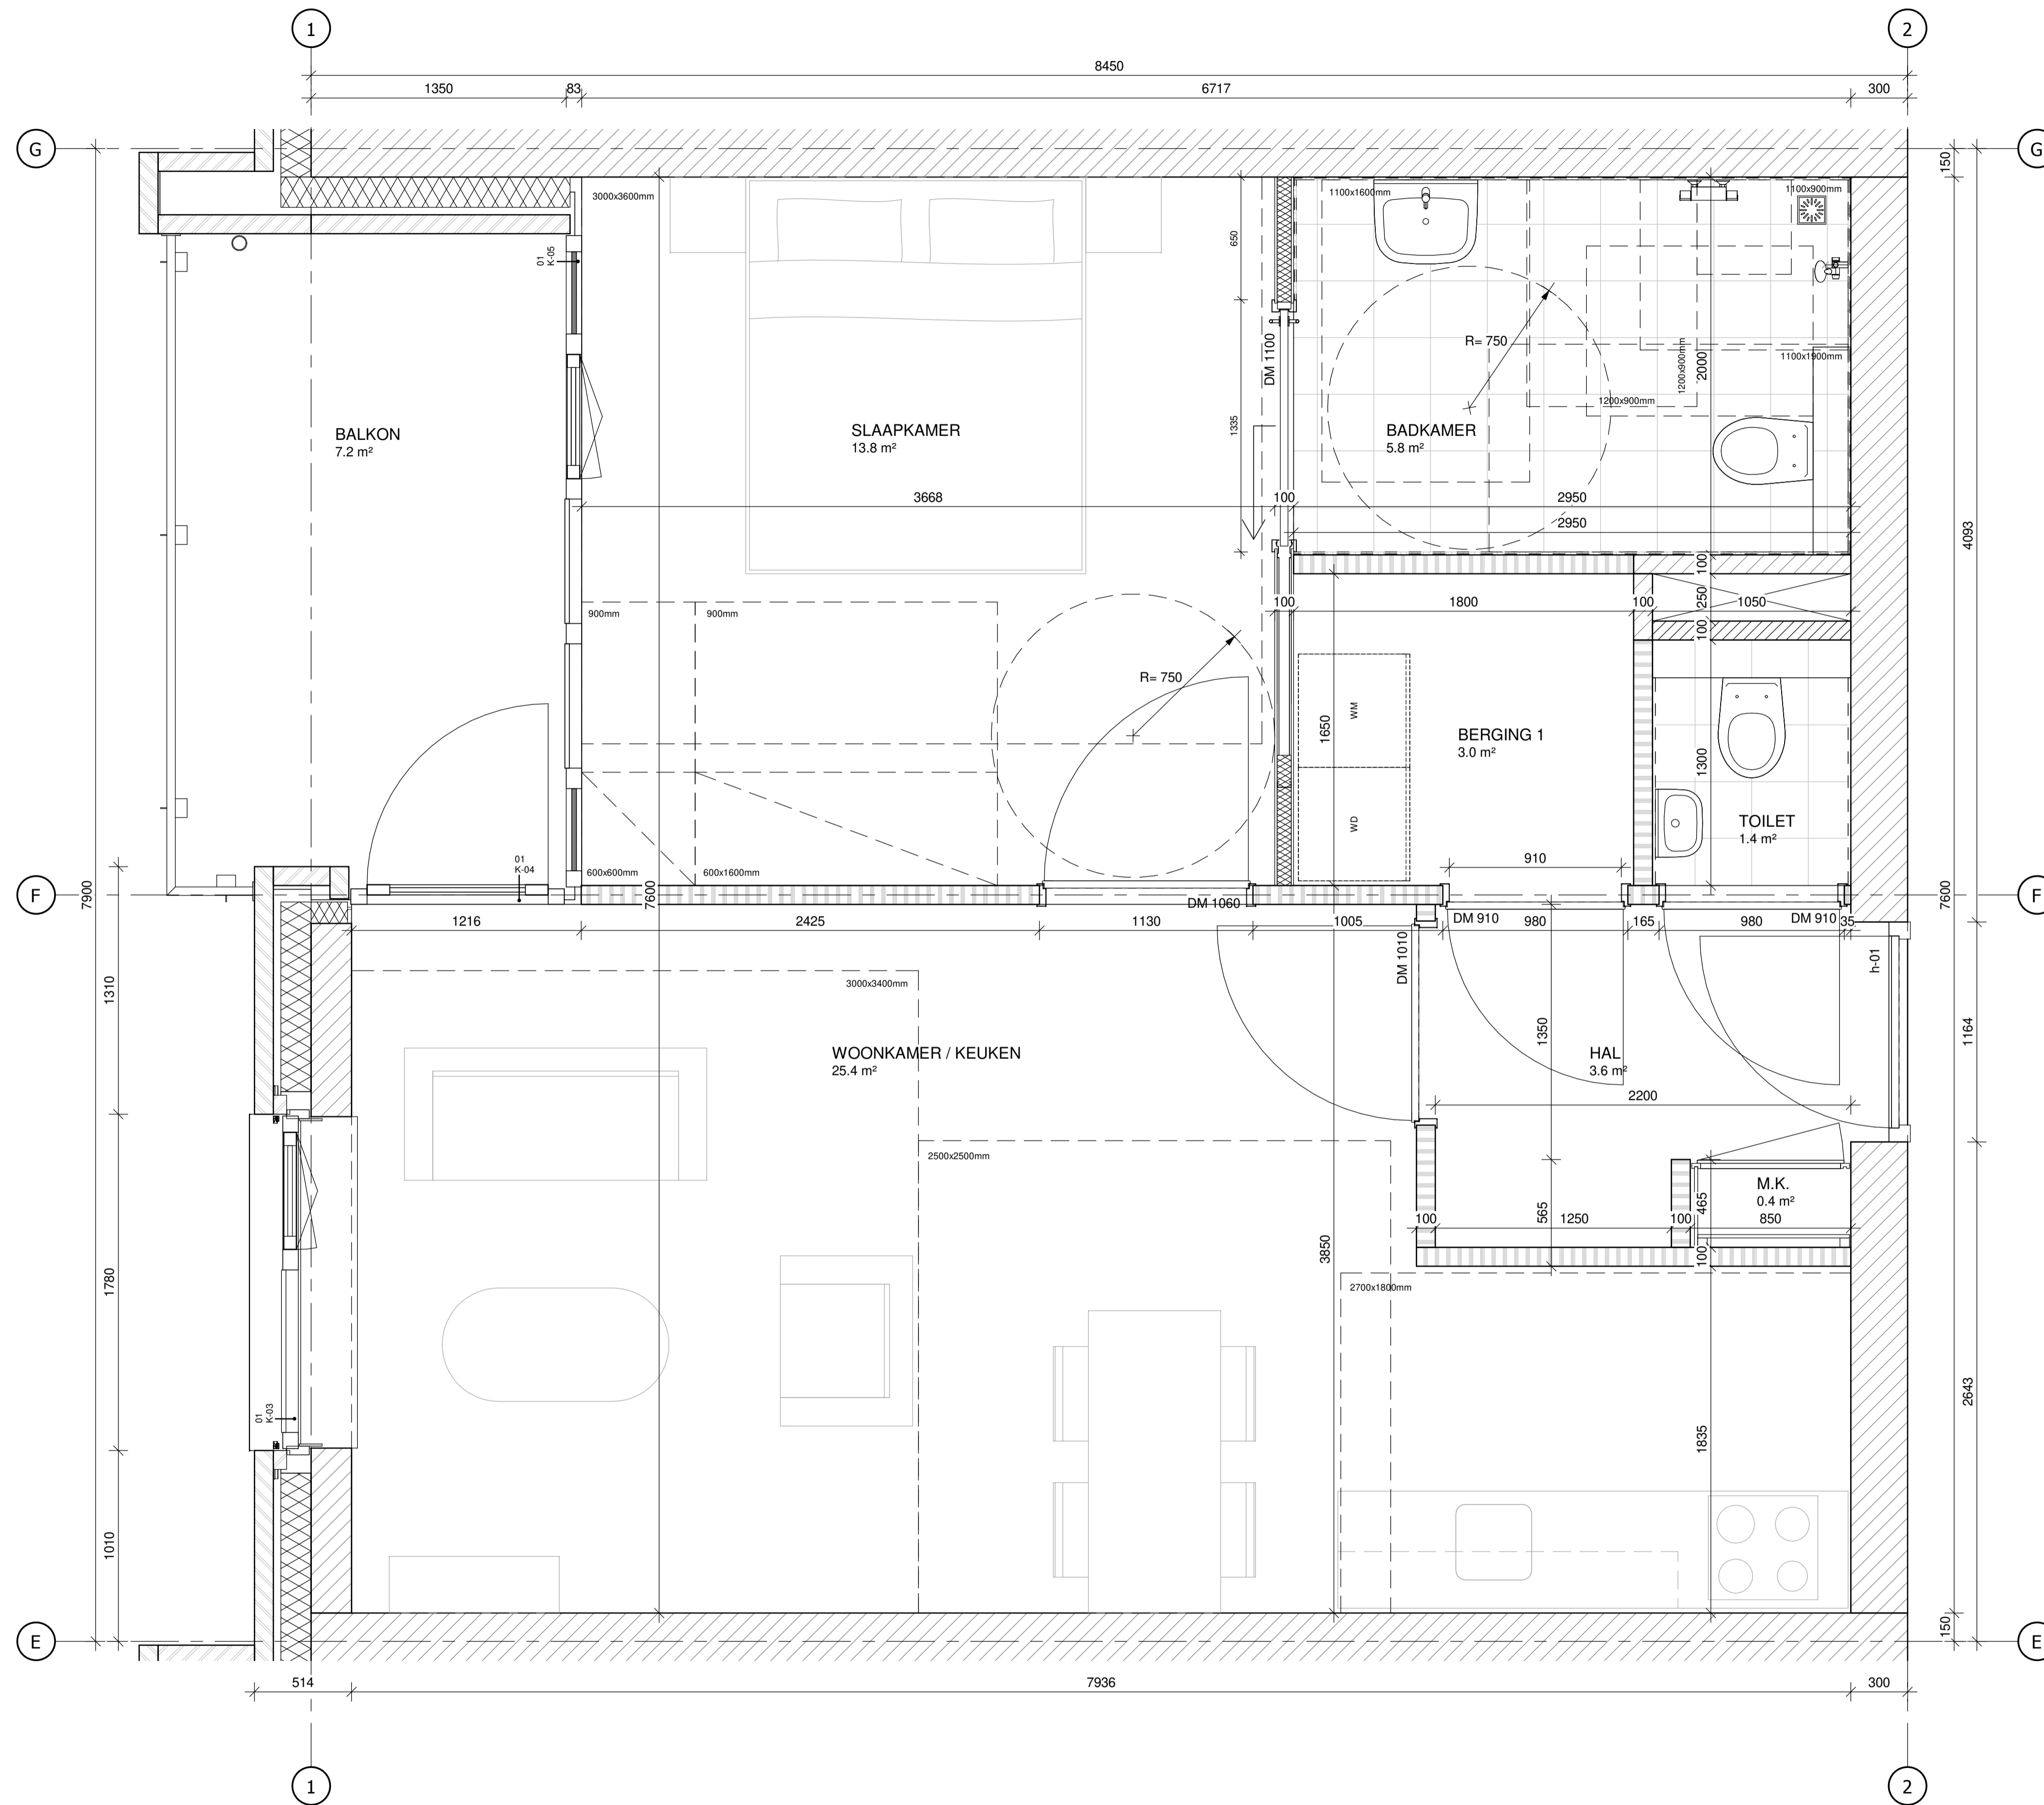 1
2
8450
1350
83
6717
300
G
G
150
3000x3600mm
1100x1600mm
1100x900mm
01
K-05
650
DM 1100
R= 750
2000
1200x900mm
1100x1900mm
1200x900mm
1335
BALKON
7.2 m²
SLAAPKAMER
13.8 m²
BADKAMER
5.8 m²
3668
100
2950
2950
4093
100
900mm
900mm
100
1800
100
250
1050
100
R= 750
WM
1650
BERGING 1
3.0 m²
1300
WD
TOILET
1.4 m²
910
01
K-04
600x600mm
600x1600mm
F
7900
7600
DM 1060
7600
F
1216
2425
1130
1005
DM 910
980
165
980
DM 910
35
DM 1010
h-01
3000x3400mm
1310
1350
1164
WOONKAMER / KEUKEN
25.4 m²
HAL
3.6 m²
2200
2500x2500mm
M.K.
0.4 m²
465
565
100
1250
100
850
3850
100
1780
2700x1800mm
01
K-03
2643
1835
1010
E
150
E
514
7936
300
1
2